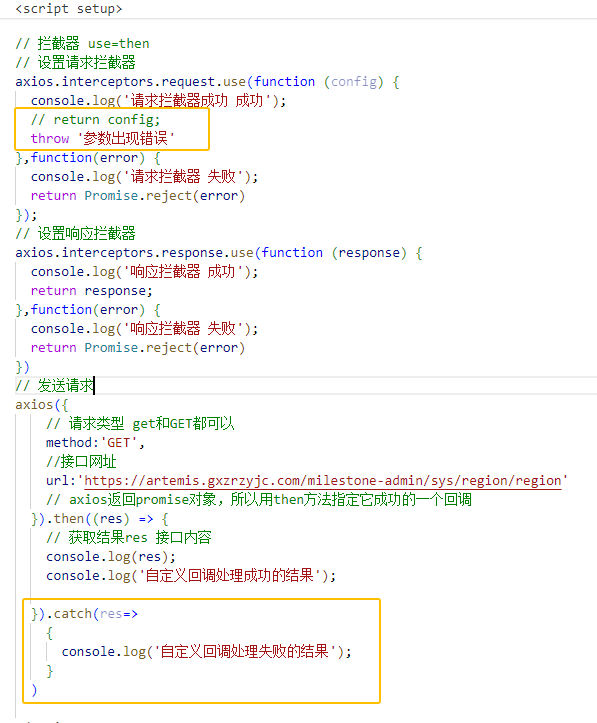 <script setup>
// 拦截器 use=then
// 设置请求拦截器
axios.interceptors.request.use(function (config) {
  console.log('请求拦截器成功 成功');
  // return config;
  throw '参数出现错误'
},function(error) {
  console.log('请求拦截器 失败');
  return Promise.reject(error)
});
// 设置响应拦截器
axios.interceptors.response.use(function (response) {
  console.log('响应拦截器 成功');
  return response;
},function(error) {
  console.log('响应拦截器 失败');
  return Promise.reject(error)
})
// 发送请求
axios({
    // 请求类型 get和GET都可以
    method:'GET',
    //接口网址
    url:'https://artemis.gxzrzyjc.com/milestone-admin/sys/region/region'
    // axios返回promise对象，所以用then方法指定它成功的一个回调
  }).then((res) => {
    // 获取结果res 接口内容
    console.log(res);
    console.log('自定义回调处理成功的结果');
  }).catch(res=>
    {
      console.log('自定义回调处理失败的结果');
    }
  )